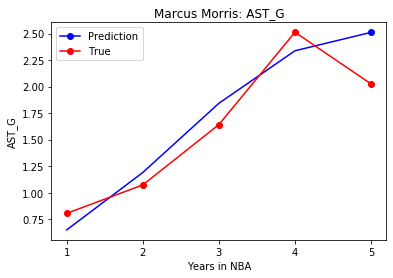 Marcus Morris: AST_G
Prediction
True
2.50
2.25
2.00
1.75
1.50
1.25
1.00
0.75
AST_G
1 2 3 4 5
Years in NBA